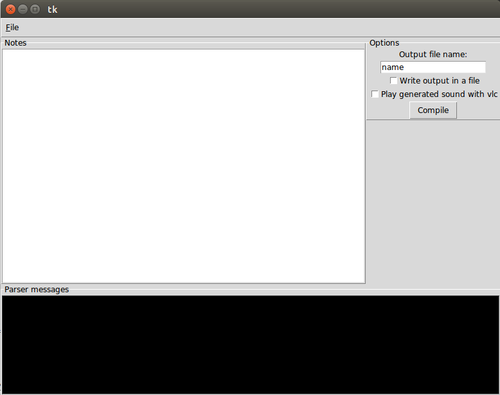 tk
File
Notes
Options
Output file name:
name
Write output in a file
Play generated sound with vlc
Compile
Parser messages